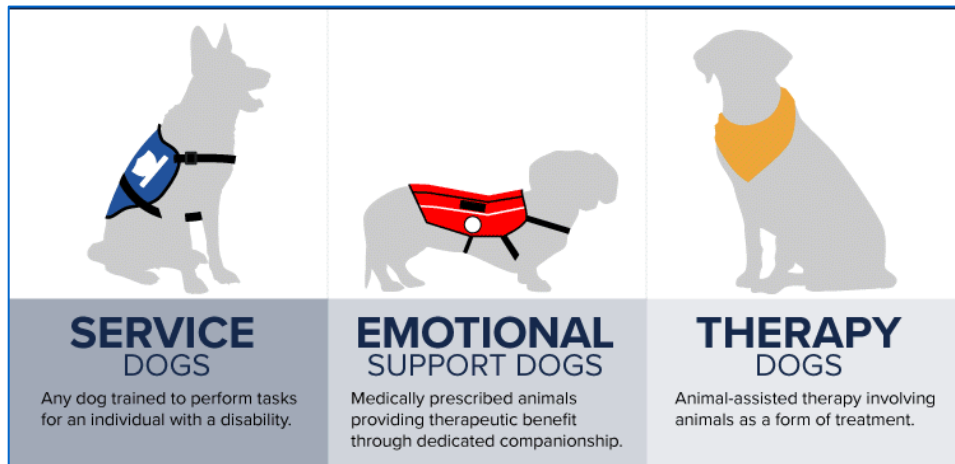 SERVICE
DOGS
Any dog trained to perform tasks
for an individual with a disability.
EMOTIONAL
SUPPORT DOGS
Medically prescribed animals
providing therapeutic benefit
through dedicated companionship.
THERAPY
DOGS
Animal-assisted therapy involving
animals as a form of treatment.